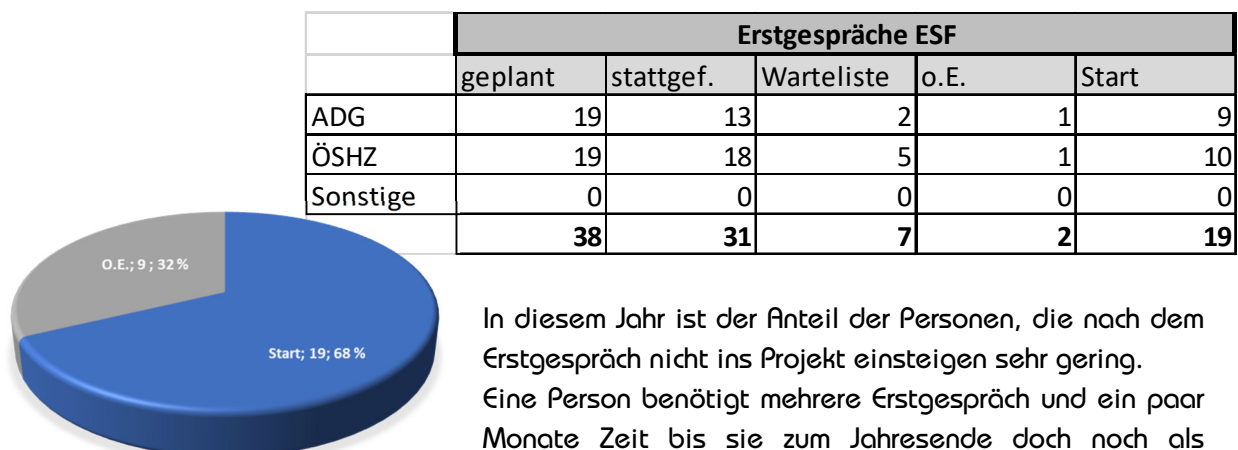 Erstgespräche ESF
geplant stattgef. Warteliste o.E. Start
ADG 19 13 2 1 9
ÖSHZ 19 18 5 1 10
Sonstige 0 0 0 0 0
38 31 7 2 19
O.E.; 9 ; 32 %
Start; 19; 68 %
In diesem Jahr ist der Anteil der Personen, die nach dem
Erstgespräch nicht ins Projekt einsteigen sehr gering.
Eine Person benötigt mehrere Erstgespräch und ein paar
Monate Zeit bis sie zum Jahresende doch noch als